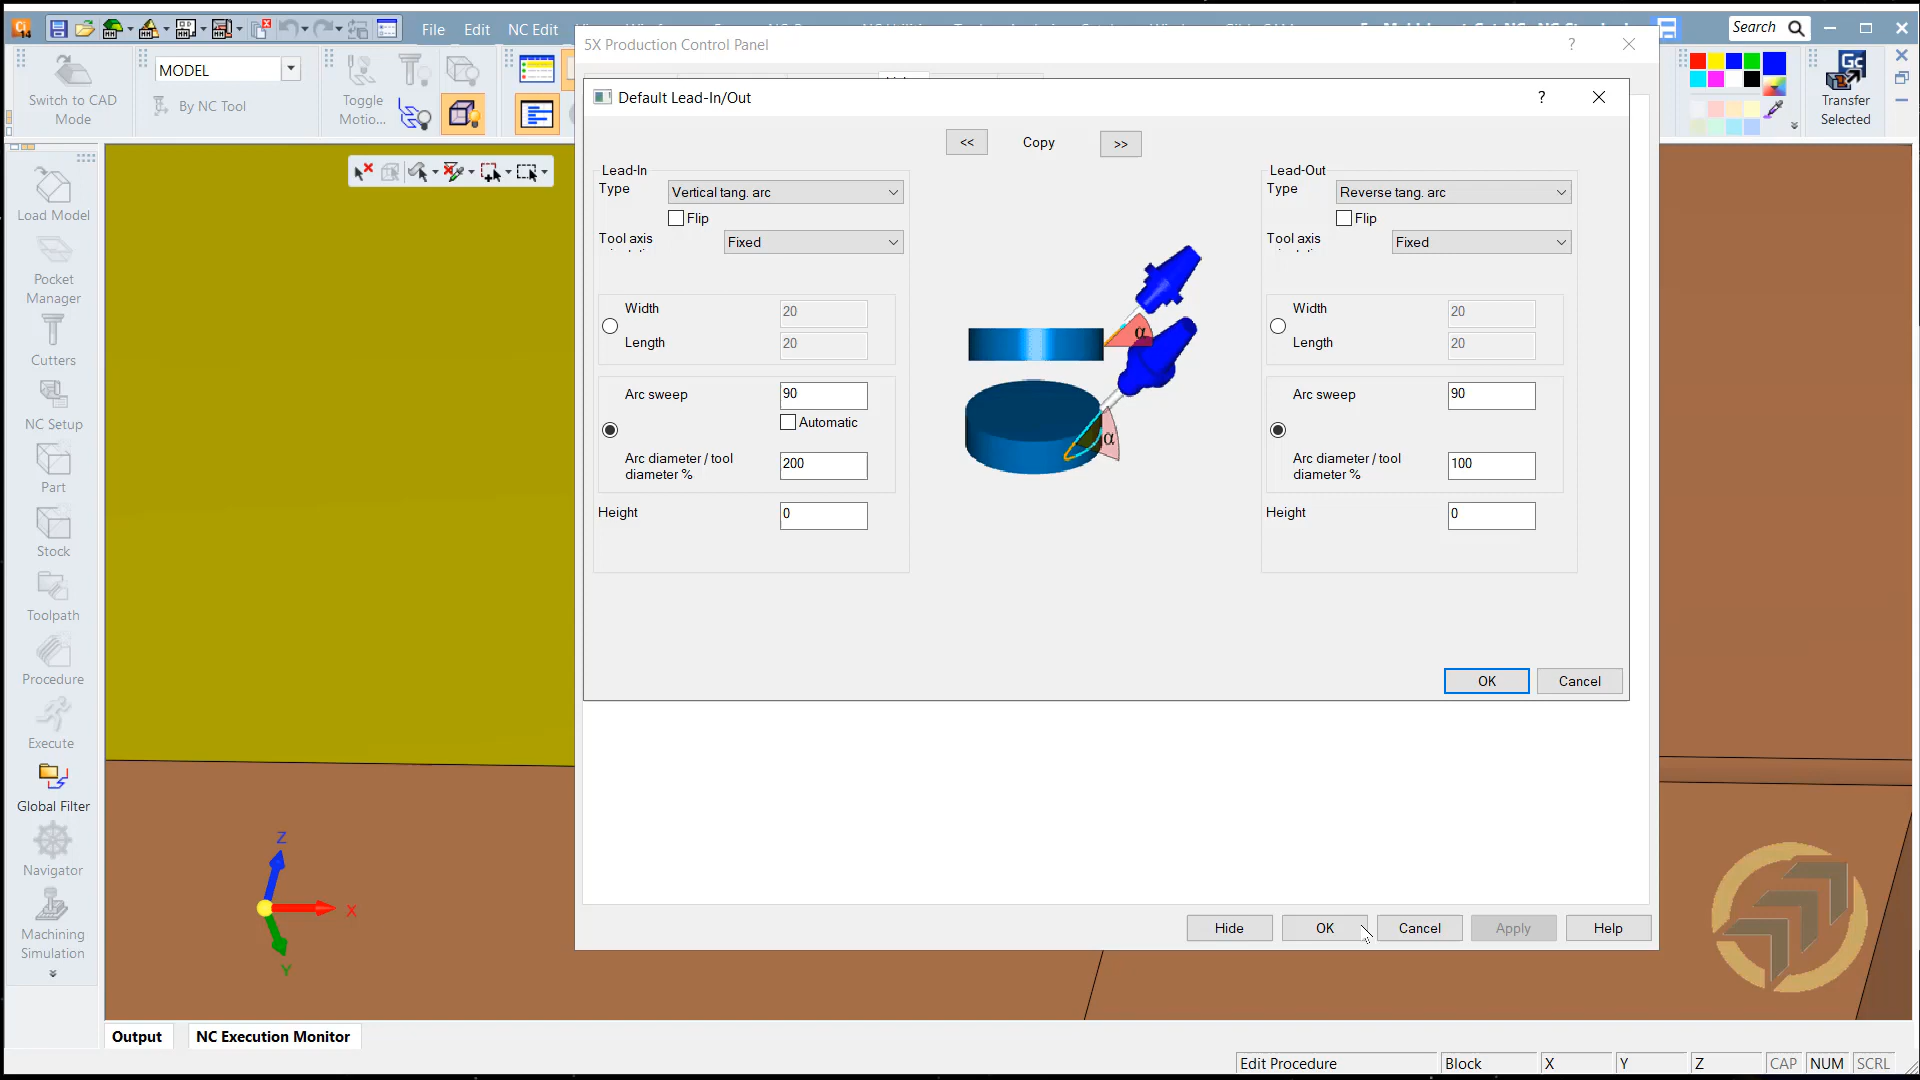 File
Edit
NC Edit
Search
5X Production Control Panel
?
MODEL
By NC Tool
Switch to CAD
Mode
Toggle
Motio...
Gc
Transfer
Selected
Default Lead-In/Out
?
<<
Copy
>>
Lead-In
Type
Vertical tang. arc
Flip
Tool axis
Fixed
Width
20
Length
20
Arc sweep
90
Automatic
Arc diameter / tool
diameter %
200
Height
0
α
α
Lead-Out
Type
Reverse tang. arc
Flip
Tool axis
Fixed
Width
20
Length
20
Arc sweep
90
Arc diameter / tool
diameter %
100
Height
0
OK
Cancel
Load Model
Pocket
Manager
Cutters
NC Setup
Part
Stock
Toolpath
Procedure
Execute
Global Filter
Navigator
Machining
Simulation
Z
X
Y
Hide
OK
Cancel
Apply
Help
Output
NC Execution Monitor
Edit Procedure
Block
X
Y
Z
CAP
NUM
SCRL